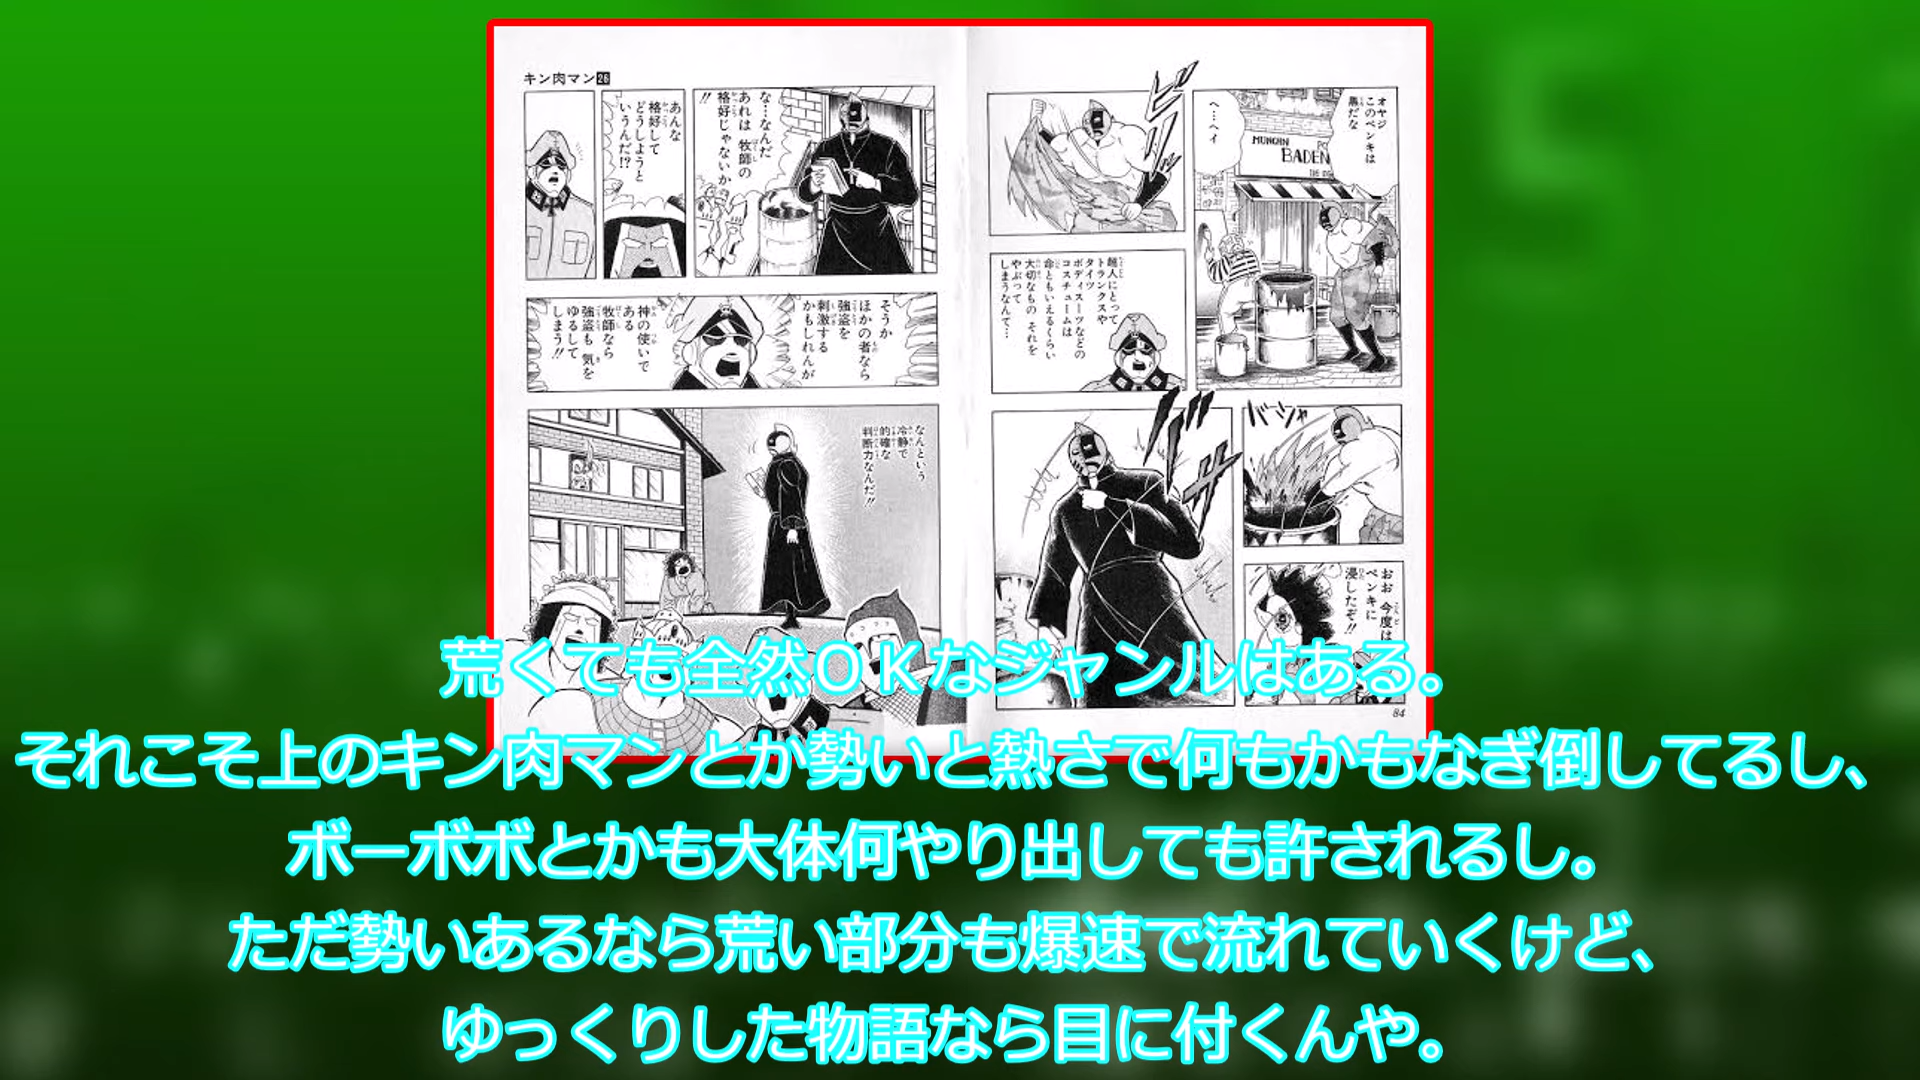 キン肉マン26
オヤジ
このペンキは
黒だな
へ…ヘイ
MUNCHN
BADEN
ビリリ
超人にとって
トランクスや
タイツ
ボディスーツなどの
コスチュームは
命ともいえるくらい
大切なもの それを
やぶって
しまうなんて…
バシャ
おお 今度は
ペンキに
浸したぞ!!
84
な…なんだ
あれは 牧師の
格好じゃないか
!!
あんな
格好して
どうしようと
いうんだ!?
そうか
ほかの者なら
強盗を
刺激する
かもしれんが
神の使いで
ある
牧師なら
強盗も 気を
ゆるして
しまう!!
なんという
冷静で
的確な
判断力なんだ!!
荒くても全然ＯＫなジャンルはある。
それこそ上のキン肉マンとか勢いと熱さで何もかもなぎ倒してるし、
ボーボボとかも大体何やり出しても許されるし。
ただ勢いあるなら荒い部分も爆速で流れていくけど、
ゆっくりした物語なら目に付くんや。